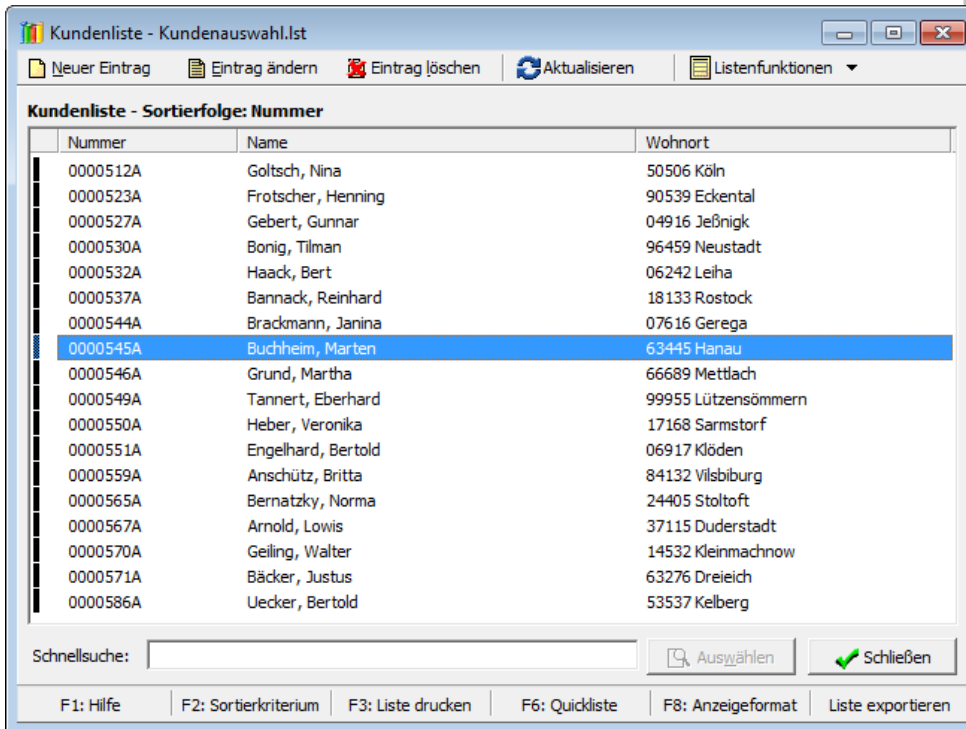 Kundenliste - Kundenauswahl.lst
Neuer Eintrag Eintrag ändern Eintrag löschen Aktualisieren Listenfunktionen
Kundenliste - Sortierfolge: Nummer
Nummer Name Wohnort
0000512A Goltsch, Nina 50506 Köln
0000523A Frotscher, Henning 90539 Eckental
0000527A Gebert, Gunnar 04916 Jeßnigk
0000530A Bonig, Tilman 96459 Neustadt
0000532A Haack, Bert 06242 Leiha
0000537A Bannack, Reinhard 18133 Rostock
0000544A Brackmann, Janina 07616 Gerega
0000545A Buchheim, Marten 63445 Hanau
0000546A Grund, Martha 66689 Mettlach
0000549A Tannert, Eberhard 99955 Lützensömmern
0000550A Heber, Veronika 17168 Sarmstorf
0000551A Engelhard, Bertold 06917 Klöden
0000559A Anschütz, Britta 84132 Vilsbiburg
0000565A Bernatzky, Norma 24405 Stoltoft
0000567A Arnold, Lowis 37115 Duderstadt
0000570A Geiling, Walter 14532 Kleinmachnow
0000571A Bäcker, Justus 63276 Dreieich
0000586A Uecker, Bertold 53537 Kelberg
Schnellsuche: Auswählen Schließen
F1: Hilfe F2: Sortierkriterium F3: Liste drucken F6: Quickliste F8: Anzeigeformat Liste exportieren